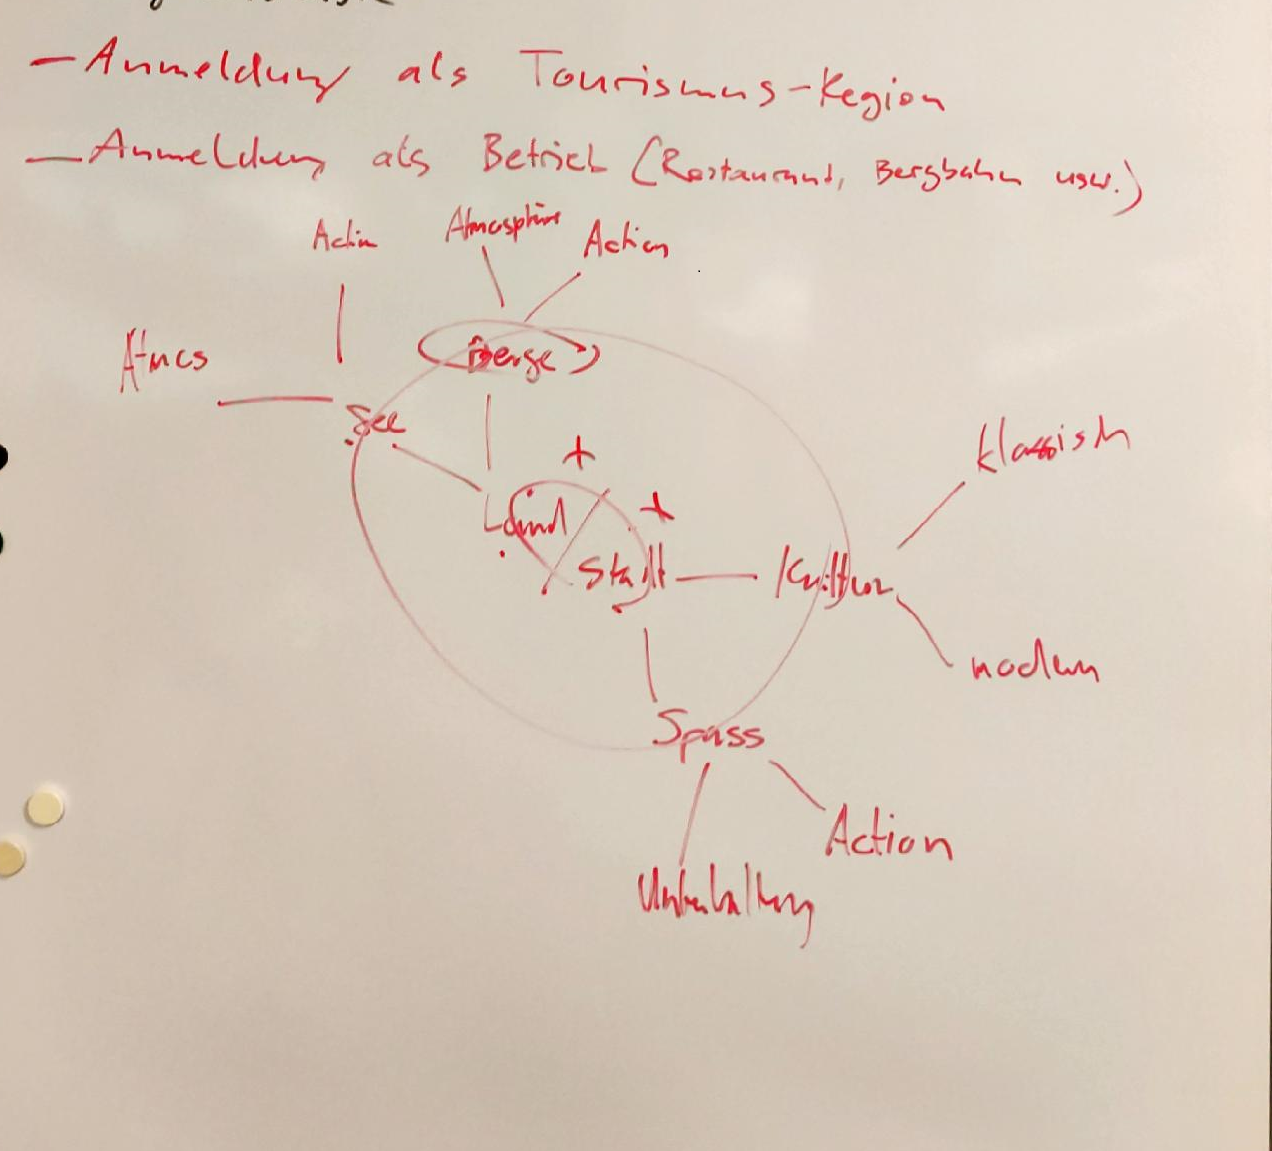 - Anmeldung als Tourismus-Region
- Anmeldung als Betrieb (Restaurant, Bergbahn usw.)
Action
Atmosphäre
Action
Atmos
Berge
See
+
+
Land / Stadt
Kultur
klassisch
modern
Spass
Action
Unterhaltung